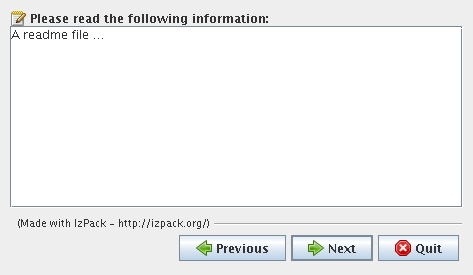 Please read the following information:
A readme file ...
(Made with IzPack - http://izpack.org/)
Previous
Next
Quit